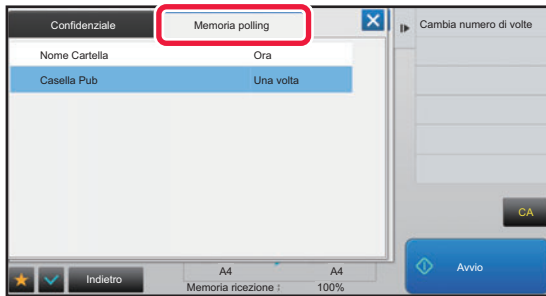 Confidenziale
Memoria polling
Cambia numero di volte
Nome Cartella
Ora
Casella Pub
Una volta
CA
Indietro
A4
A4
Avvio
Memoria ricezione :
100%